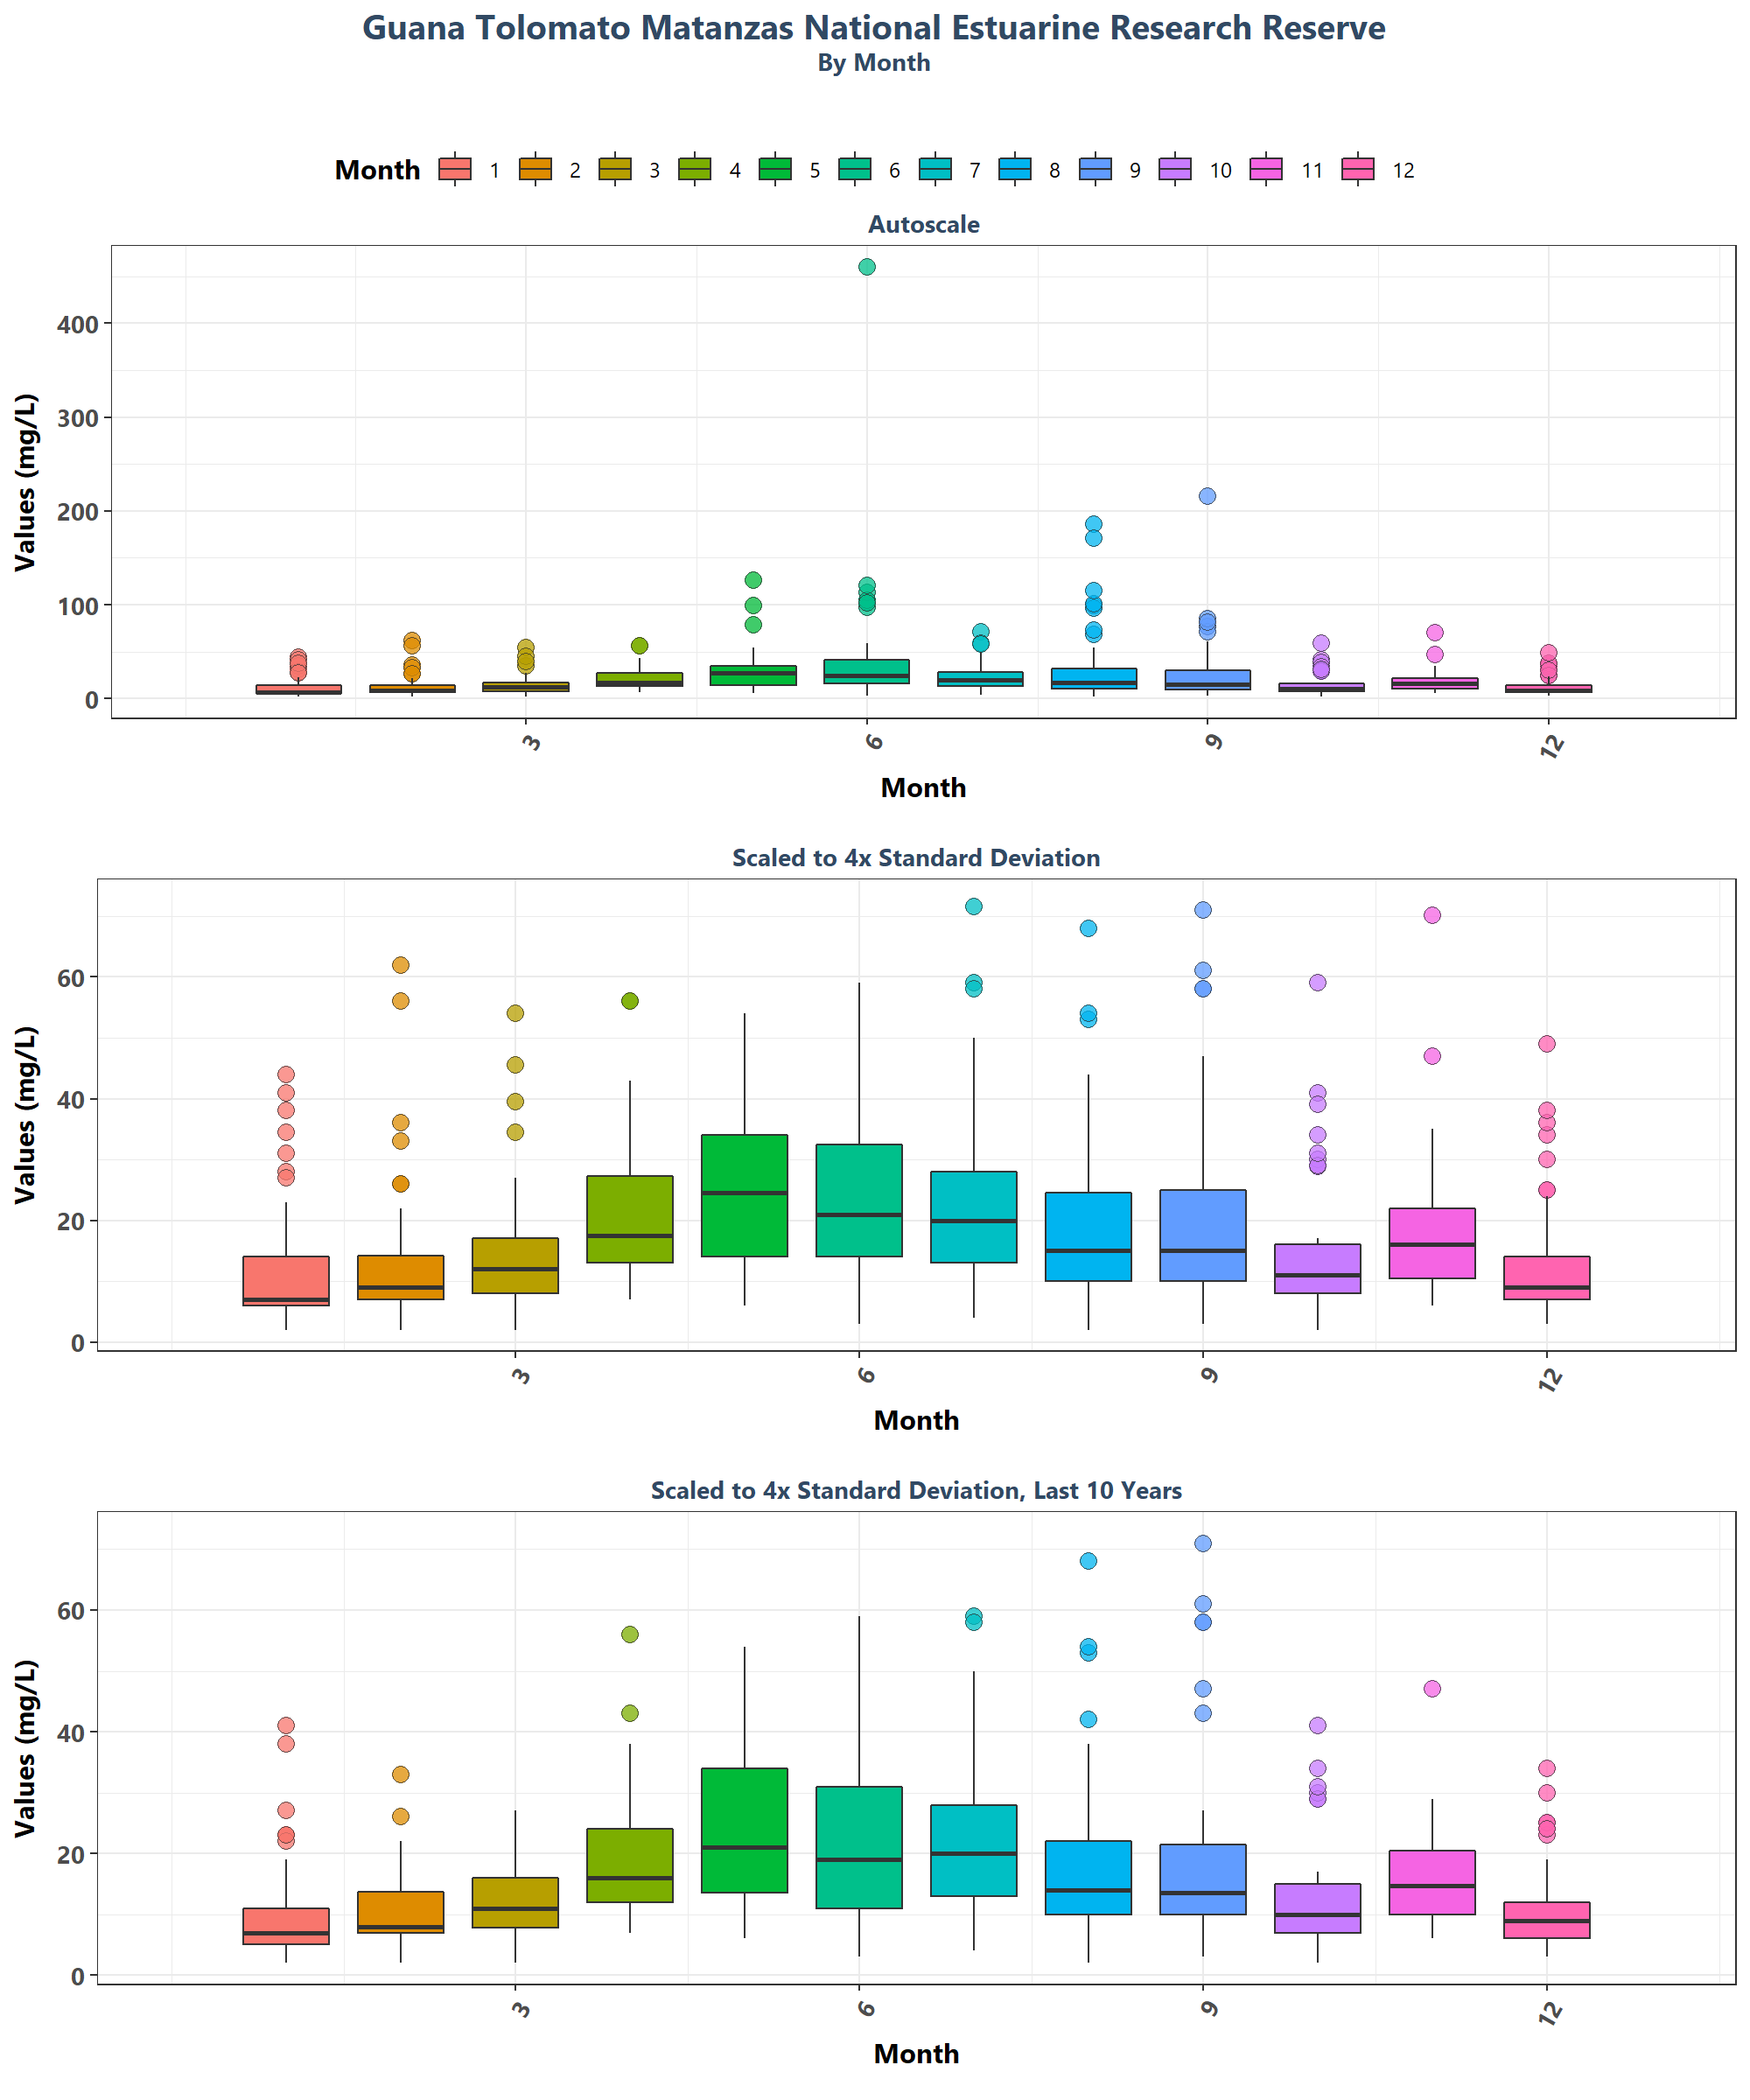 Guana Tolomato Matanzas National Estuarine Research Reserve
By Month
Month 1 2 3 4 5 6 7 8 9 10 11 12
Autoscale
Values (mg/L)
400
300
200
100
0
3 6 9 12
Month
Scaled to 4x Standard Deviation
Values (mg/L)
60
40
20
0
3 6 9 12
Month
Scaled to 4x Standard Deviation, Last 10 Years
Values (mg/L)
60
40
20
0
3 6 9 12
Month